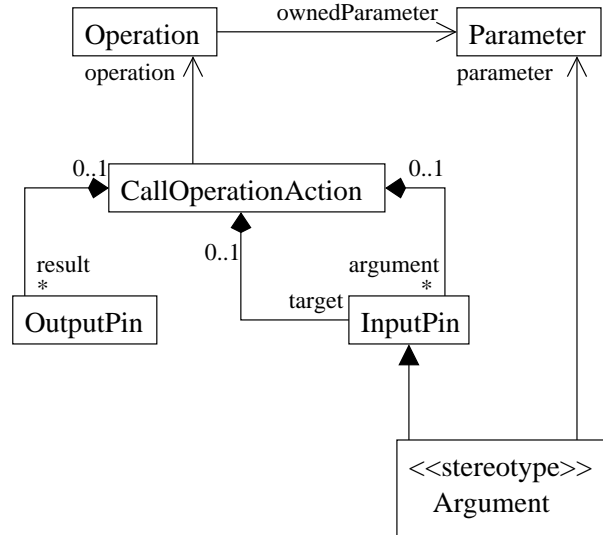 ownedParameter
Operation
Parameter
operation
parameter
0..1
0..1
CallOperationAction
0..1
result
argument
*
*
target
OutputPin
InputPin
<<stereotype>>
Argument